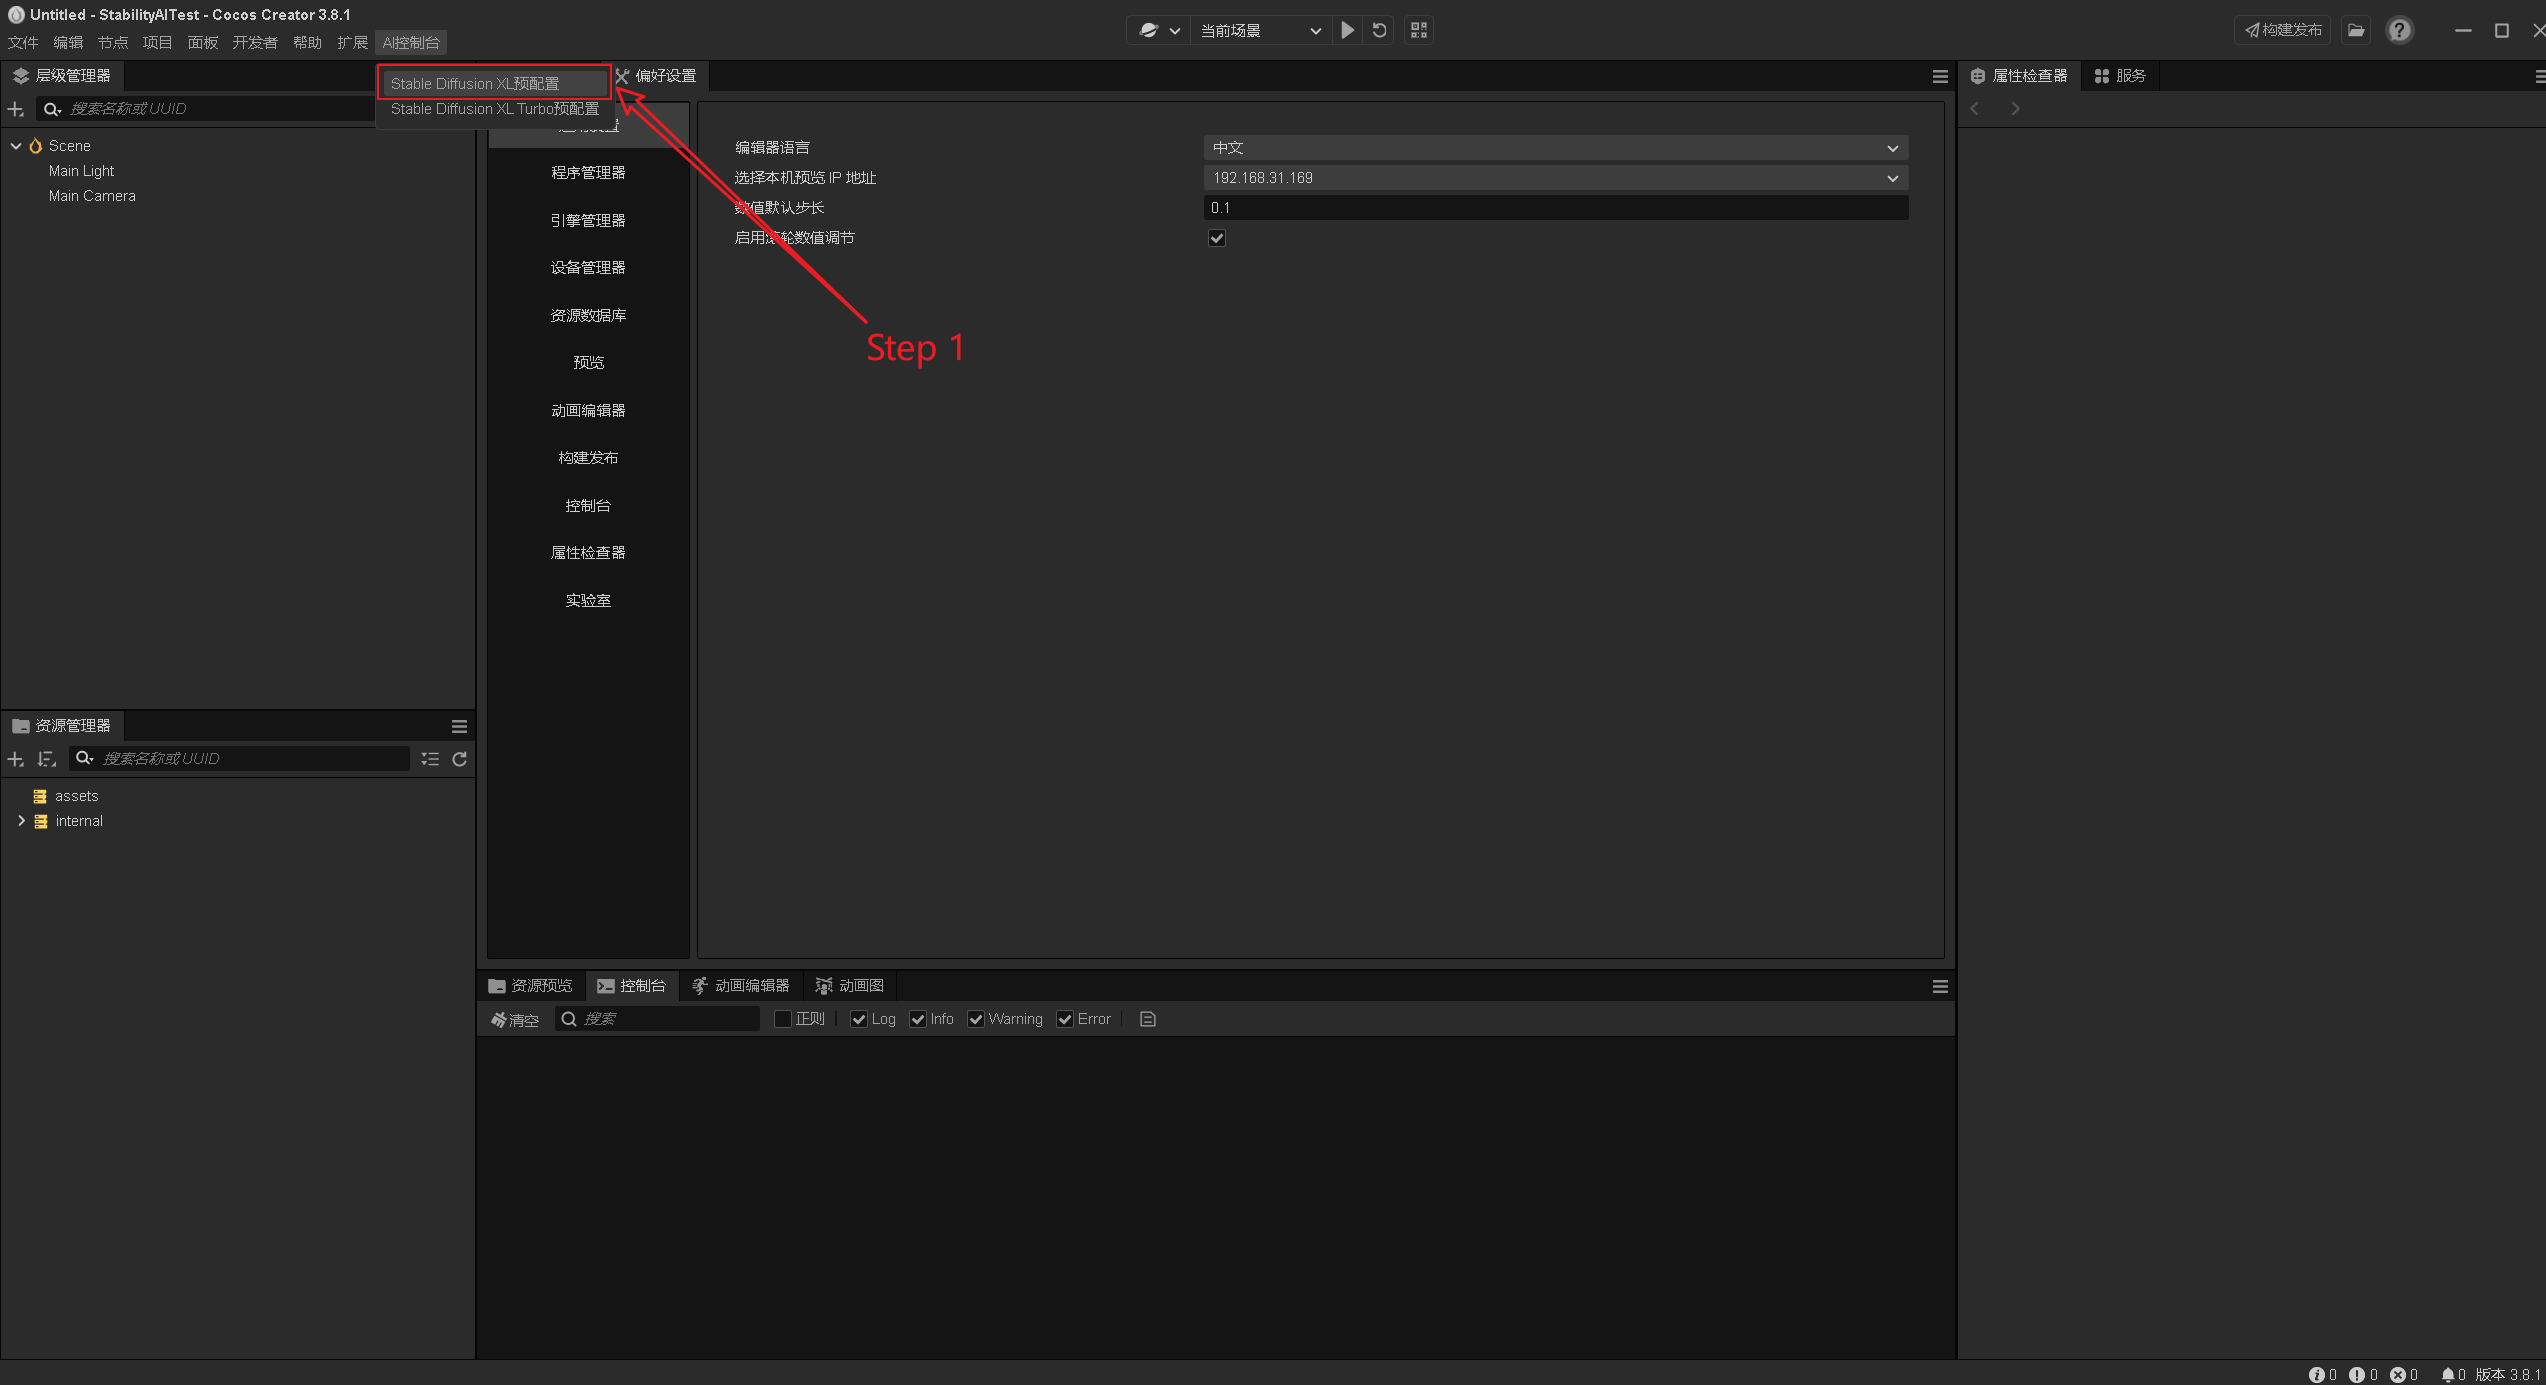 Untitled - StabilityAITest - Cocos Creator 3.8.1
文件 编辑 节点 项目 面板 开发者 帮助 扩展 AI控制台
当前场景
构建发布
层级管理器
搜索名称或 UUID
Scene
Main Light
Main Camera
Stable Diffusion XL预配置
Stable Diffusion XL Turbo预配置
偏好设置
程序管理器
引擎管理器
设备管理器
资源数据库
预览
动画编辑器
构建发布
控制台
属性检查器
实验室
编辑器语言 中文
选择本机预览 IP 地址 192.168.31.169
数值默认步长 0.1
启用滚轮数值调节
Step 1
属性检查器 服务
资源管理器
搜索名称或 UUID
assets
internal
资源预览 控制台 动画编辑器 动画图
清空 搜索 正则 Log Info Warning Error
0 0 0 0 版本 3.8.1